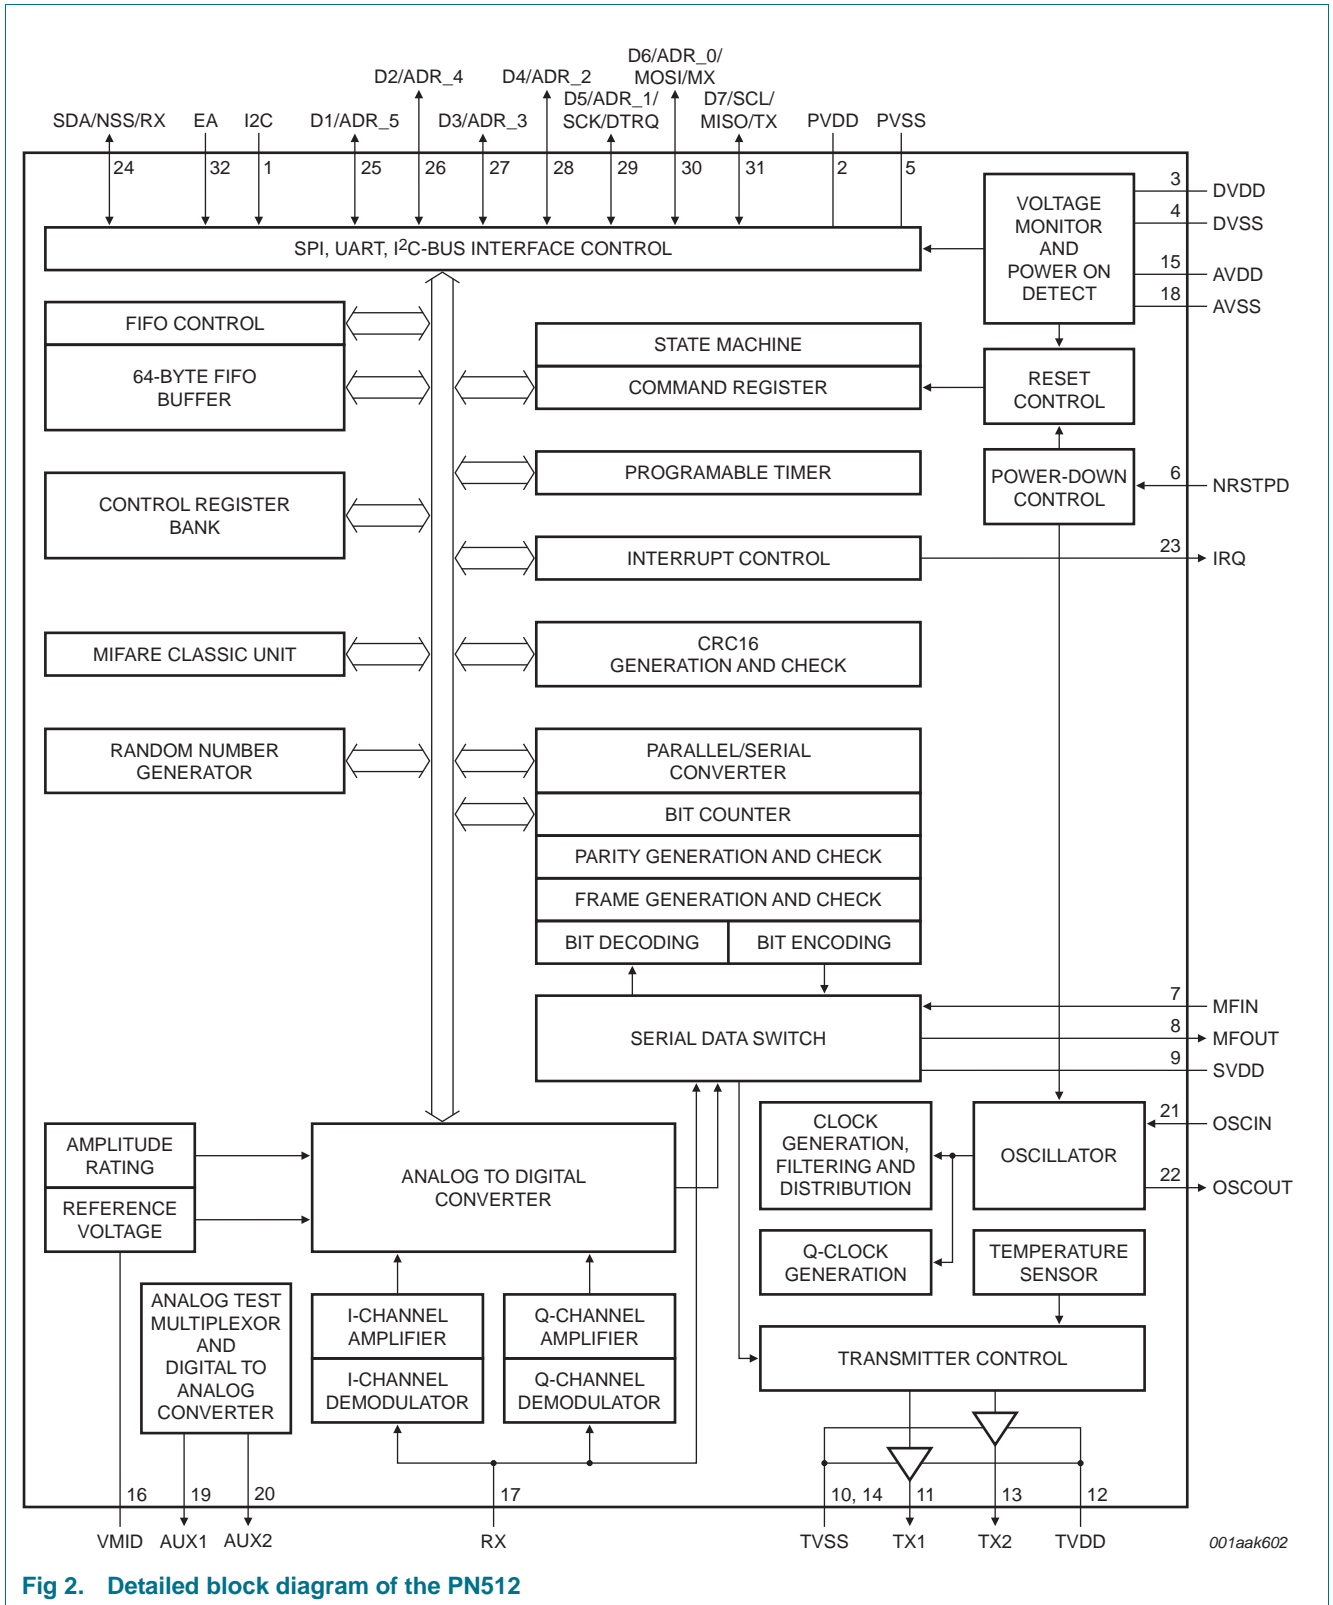 D6/ADR_0/
MOSI/MX
D2/ADR_4
D4/ADR_2
D5/ADR_1/
SCK/DTRQ
D7/SCL/
MISO/TX
SDA/NSS/RX
EA
I2C
D1/ADR_5
D3/ADR_3
PVDD
PVSS
24
32
1
25
26
27
28
29
30
31
2
5
SPI, UART, I2C-BUS INTERFACE CONTROL
VOLTAGE
MONITOR
AND
POWER ON
DETECT
3
DVDD
4
DVSS
15
AVDD
18
AVSS
FIFO CONTROL
64-BYTE FIFO
BUFFER
STATE MACHINE
COMMAND REGISTER
RESET
CONTROL
CONTROL REGISTER
BANK
PROGRAMABLE TIMER
POWER-DOWN
CONTROL
6
NRSTPD
INTERRUPT CONTROL
23
IRQ
MIFARE CLASSIC UNIT
CRC16
GENERATION AND CHECK
RANDOM NUMBER
GENERATOR
PARALLEL/SERIAL
CONVERTER
BIT COUNTER
PARITY GENERATION AND CHECK
FRAME GENERATION AND CHECK
BIT DECODING
BIT ENCODING
SERIAL DATA SWITCH
7
MFIN
8
MFOUT
9
SVDD
AMPLITUDE
RATING
REFERENCE
VOLTAGE
ANALOG TO DIGITAL
CONVERTER
CLOCK
GENERATION,
FILTERING AND
DISTRIBUTION
OSCILLATOR
21
OSCIN
22
OSCOUT
Q-CLOCK
GENERATION
TEMPERATURE
SENSOR
ANALOG TEST
MULTIPLEXOR
AND
DIGITAL TO
ANALOG
CONVERTER
I-CHANNEL
AMPLIFIER
I-CHANNEL
DEMODULATOR
Q-CHANNEL
AMPLIFIER
Q-CHANNEL
DEMODULATOR
TRANSMITTER CONTROL
16
19
20
17
10, 14
11
13
12
VMID
AUX1
AUX2
RX
TVSS
TX1
TX2
TVDD
001aak602
Fig 2. Detailed block diagram of the PN512